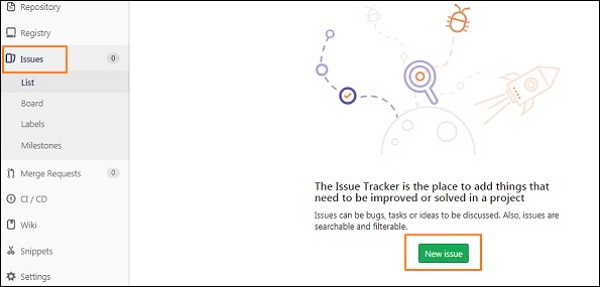 Repository
Registry
Issues 0
List
Board
Labels
Milestones
Merge Requests 0
CI / CD
Wiki
Snippets
Settings
The Issue Tracker is the place to add things that
need to be improved or solved in a project
Issues can be bugs, tasks or ideas to be discussed. Also, issues are
searchable and filterable.
New issue